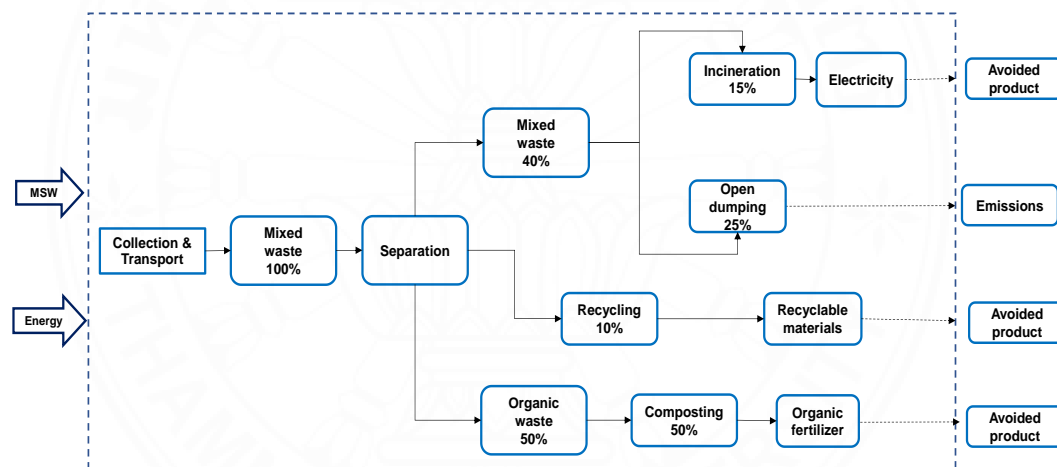 MSW
Energy
Collection &
Transport
Mixed
waste
100%
Separation
Mixed
waste
40%
Incineration
15%
Electricity
Avoided
product
Open
dumping
25%
Emissions
Recycling
10%
Recyclable
materials
Avoided
product
Organic
waste
50%
Composting
50%
Organic
fertilizer
Avoided
product